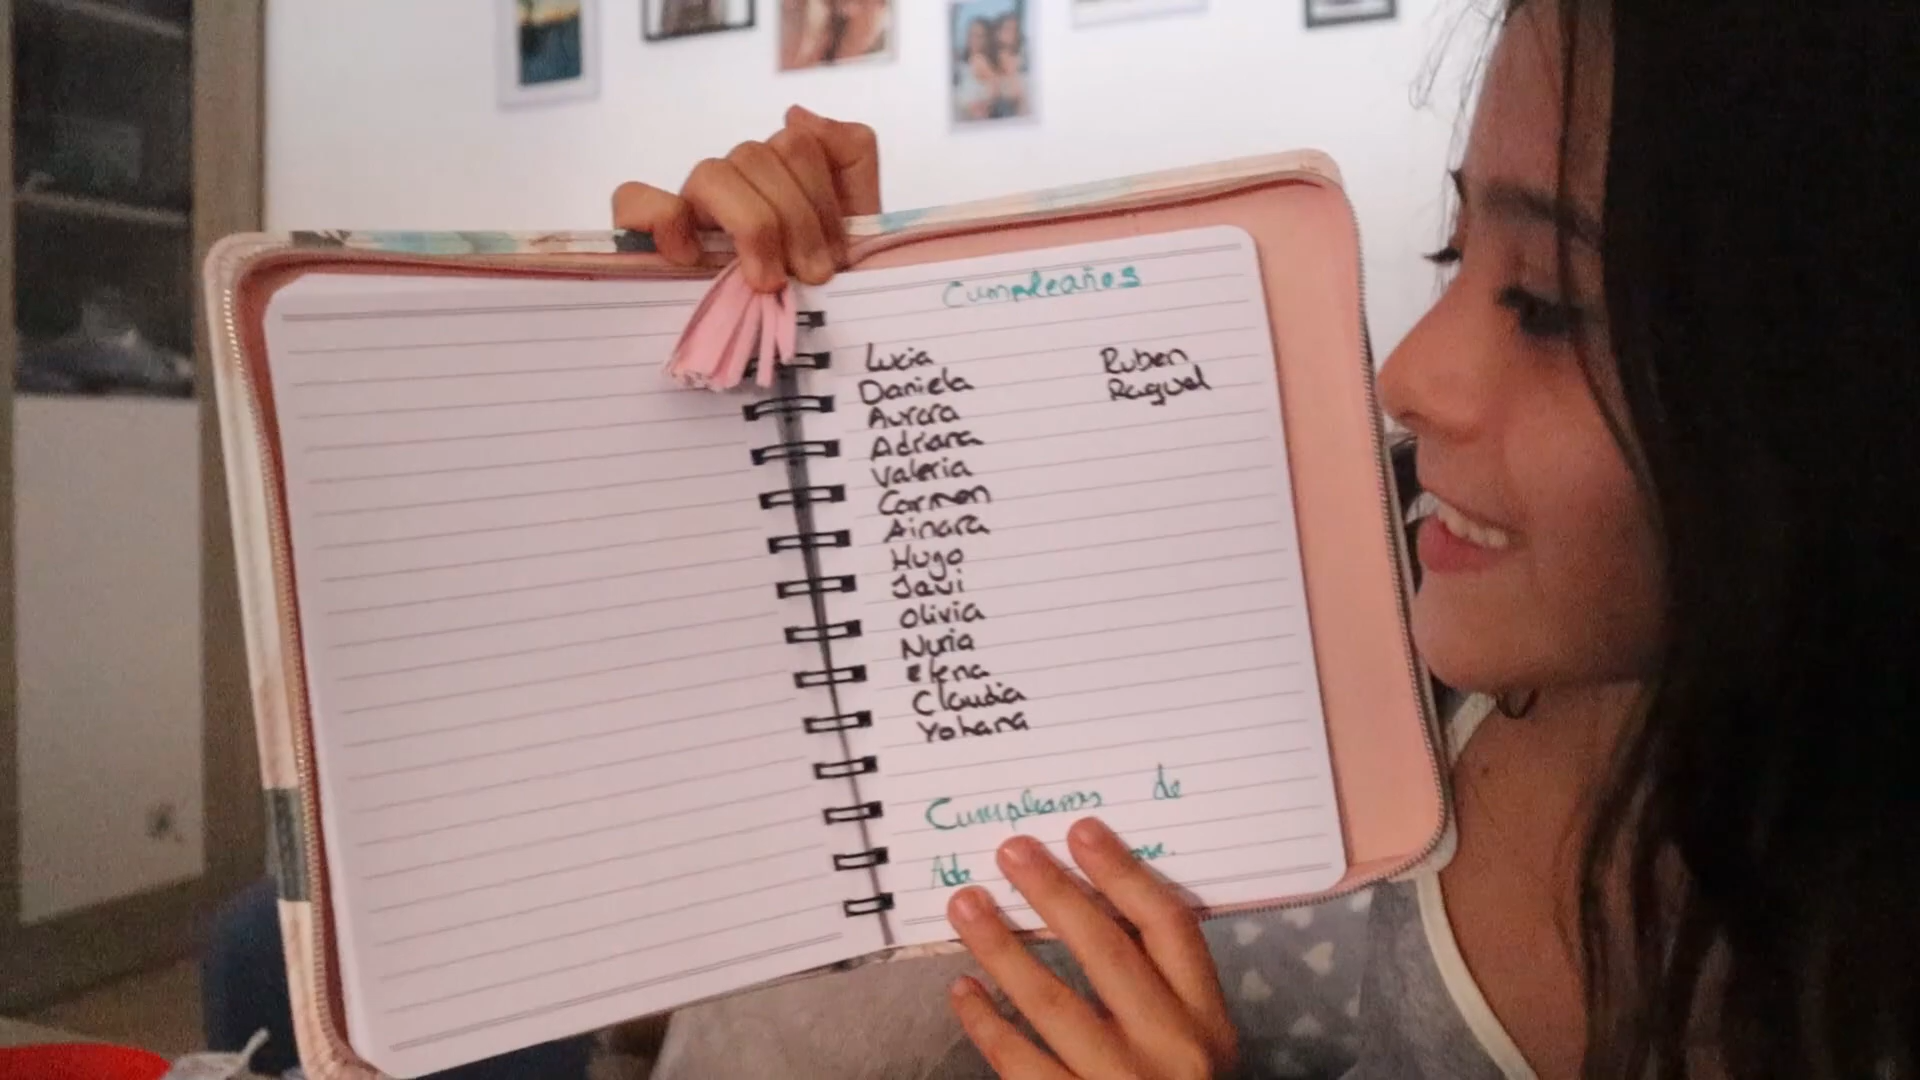 Cumpleaños
Lucia
Daniela
Aurora
Adriana
Valeria
Carmen
Ainara
Hugo
Javi
Olivia
Nuria
Elena
Claudia
Yohana
Ruben
Raquel
Cumpleaños de